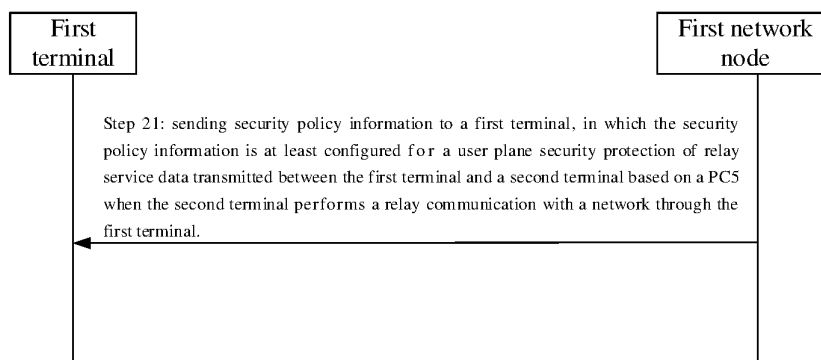 First
terminal
First network
node
Step 21: sending security policy information to a first terminal, in which the security
policy information is at least configured for a user plane security protection of relay
service data transmitted between the first terminal and a second terminal based on a PC5
when the second terminal performs a relay communication with a network through the
first terminal.